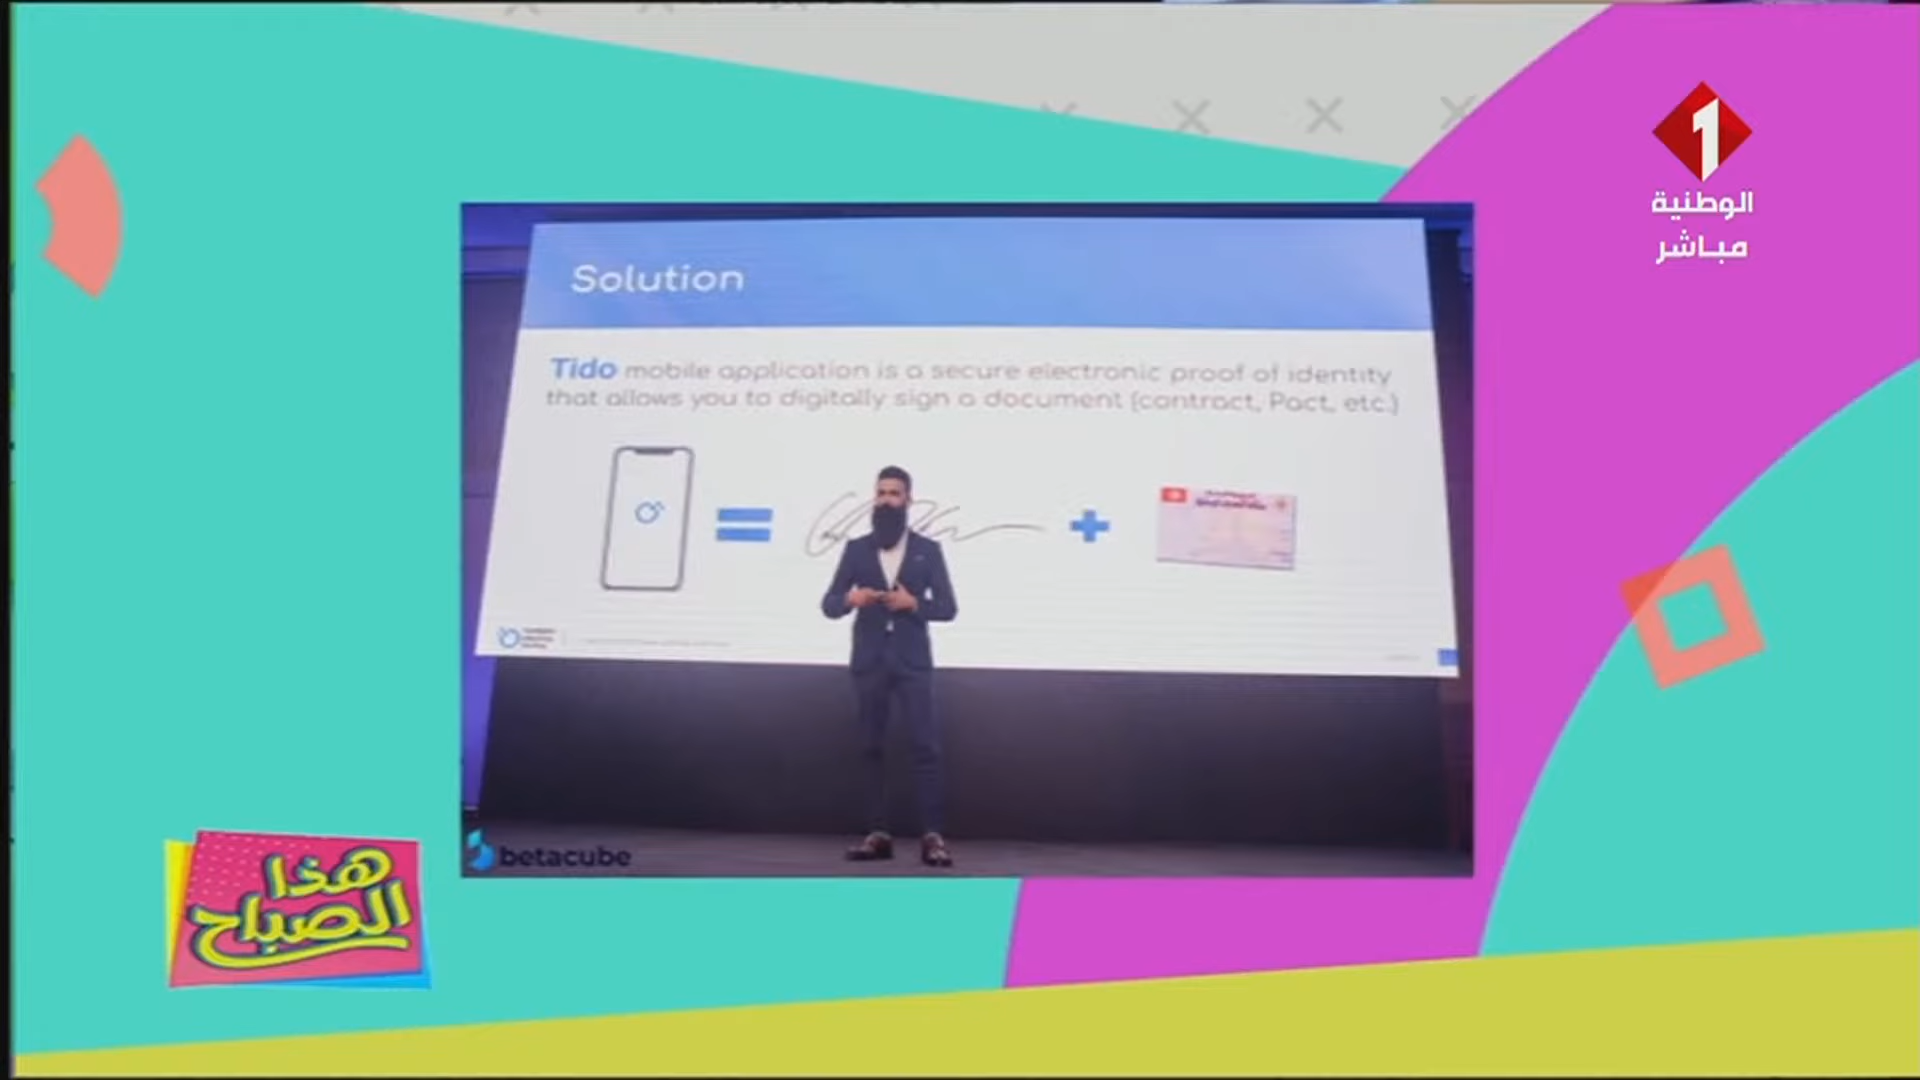 1
الوطنية
مباشر
Solution
Tido mobile application is a secure electronic proof of identity
that allows you to digitally sign a document (contract, Pact, etc.)
betacube
هذا
الصباح